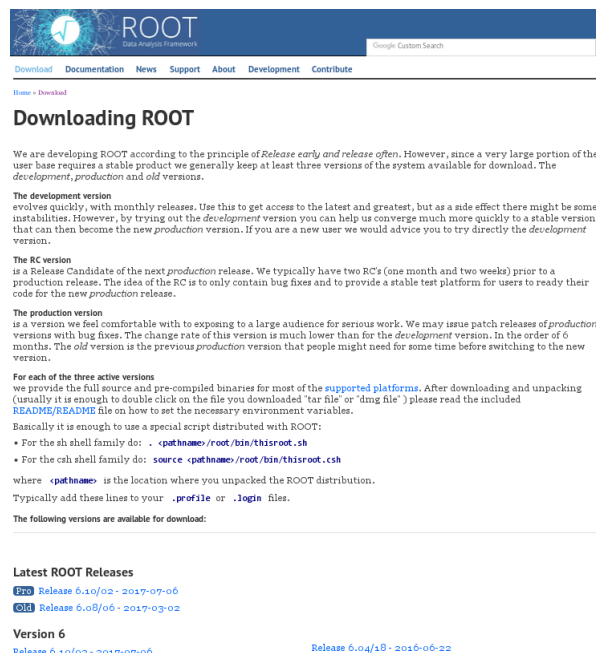 ROOT
Data Analysis Framework
Google Custom Search
Download Documentation News Support About Development Contribute
Home » Download
Downloading ROOT
We are developing ROOT according to the principle of Release early and release often. However, since a very large portion of the
user base requires a stable product we generally keep at least three versions of the system available for download. The
development, production and old versions.
The development version
evolves quickly, with monthly releases. Use this to get access to the latest and greatest, but as a side effect there might be some
instabilities. However, by trying out the development version you can help us converge much more quickly to a stable version
that can then become the new production version. If you are a new user we would advice you to try directly the development
version.
The RC version
is a Release Candidate of the next production release. We typically have two RC's (one month and two weeks) prior to a
production release. The idea of the RC is to only contain bug fixes and to provide a stable test platform for users to ready their
code for the new production release.
The production version
is a version we feel comfortable with to exposing to a large audience for serious work. We may issue patch releases of production
versions with bug fixes. The change rate of this version is much lower than for the development version. In the order of 6
months. The old version is the previous production version that people might need for some time before switching to the new
version.
For each of the three active versions
we provide the full source and pre-compiled binaries for most of the supported platforms. After downloading and unpacking
(usually it is enough to double click on the file you downloaded "tar file" or "dmg file" ) please read the included
README/README file on how to set the necessary environment variables.
Basically it is enough to use a special script distributed with ROOT:
• For the sh shell family do: . <pathname>/root/bin/thisroot.sh
• For the csh shell family do: source <pathname>/root/bin/thisroot.csh
where <pathname> is the location where you unpacked the ROOT distribution.
Typically add these lines to your .profile or .login files.
The following versions are available for download:
Latest ROOT Releases
Pro Release 6.10/02 - 2017-07-06
Old Release 6.08/06 - 2017-03-02
Version 6
Release 6.10/02 - 2017-07-06
Release 6.04/18 - 2016-06-22